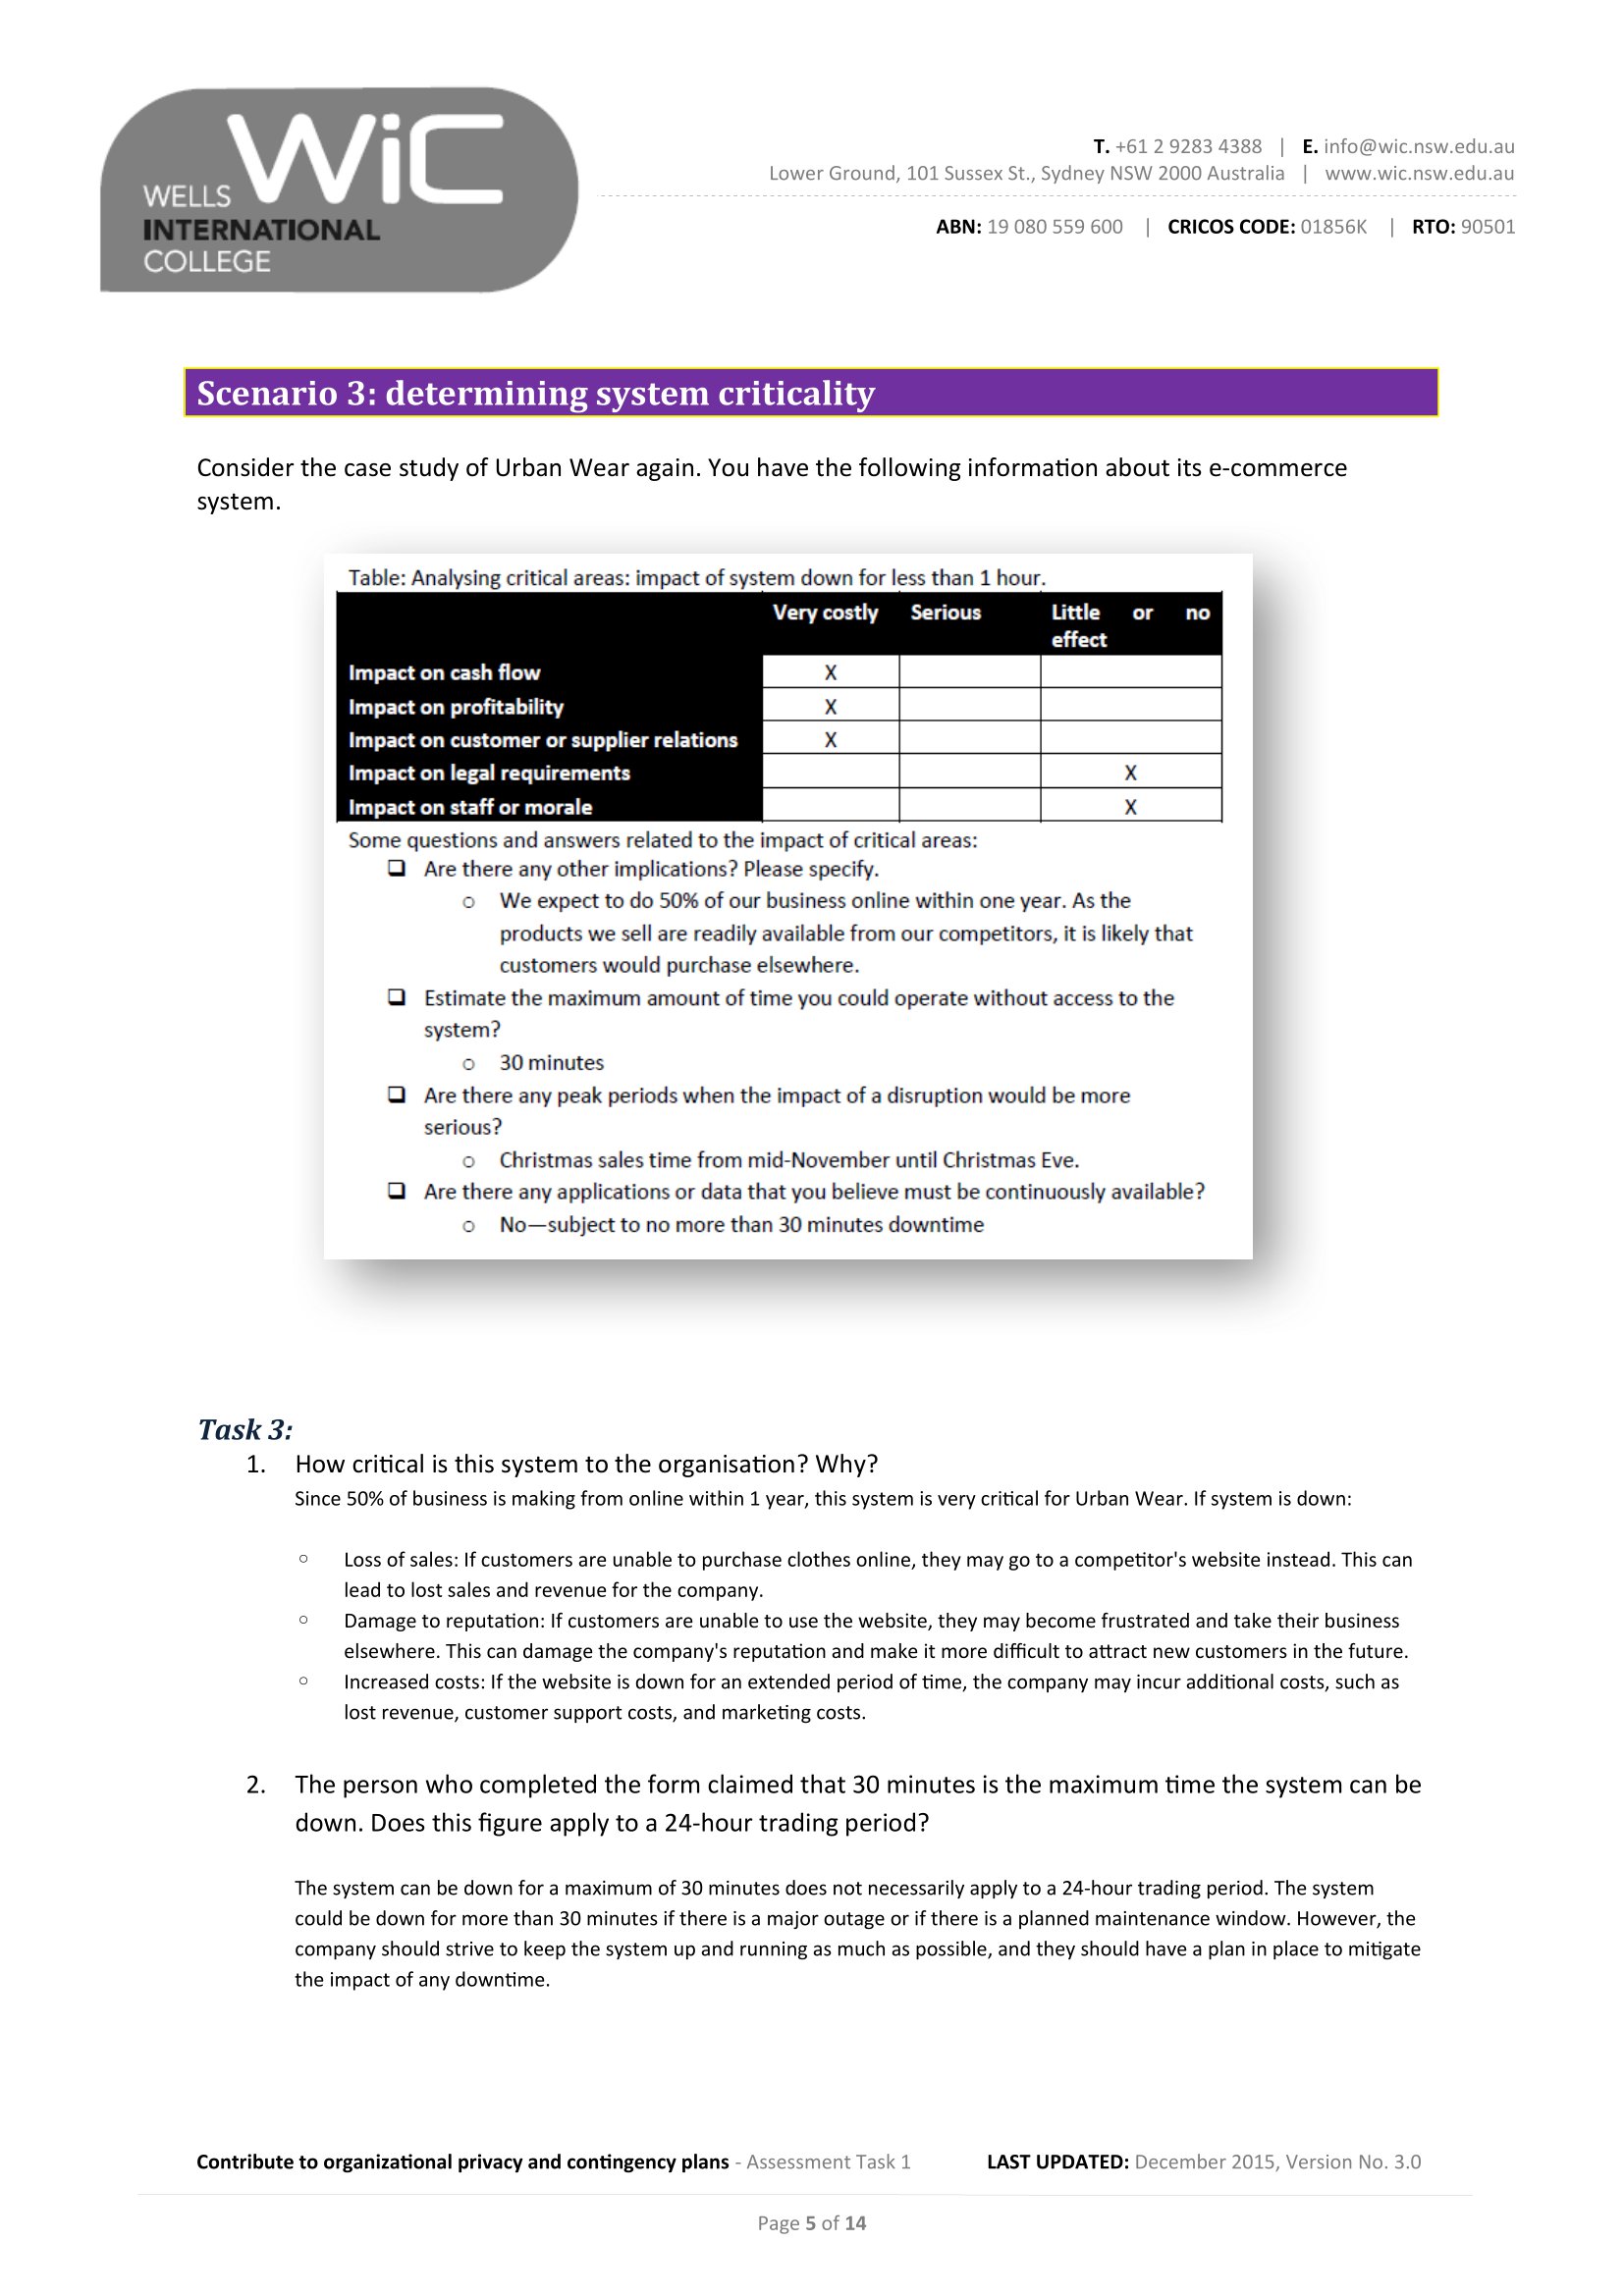 WiC
WELLS
INTERNATIONAL
COLLEGE
T. +61 2 9283 4388 | E. info@wic.nsw.edu.au
Lower Ground, 101 Sussex St., Sydney NSW 2000 Australia | www.wic.nsw.edu.au
ABN: 19 080 559 600 | CRICOS CODE: 01856K | RTO: 90501
Scenario 3: determining system criticality
Consider the case study of Urban Wear again. You have the following information about its e-commerce
system.
Table: Analysing critical areas: impact of system down for less than 1 hour.
Very costly Serious Little or no
effect
Impact on cash flow X
Impact on profitability X
Impact on customer or supplier relations X
Impact on legal requirements X
Impact on staff or morale X
Some questions and answers related to the impact of critical areas:
❑ Are there any other implications? Please specify.
○ We expect to do 50% of our business online within one year. As the
products we sell are readily available from our competitors, it is likely that
customers would purchase elsewhere.
❑ Estimate the maximum amount of time you could operate without access to the
system?
○ 30 minutes
❑ Are there any peak periods when the impact of a disruption would be more
serious?
○ Christmas sales time from mid-November until Christmas Eve.
❑ Are there any applications or data that you believe must be continuously available?
○ No—subject to no more than 30 minutes downtime
Task 3:
1. How critical is this system to the organisation? Why?
Since 50% of business is making from online within 1 year, this system is very critical for Urban Wear. If system is down:
○ Loss of sales: If customers are unable to purchase clothes online, they may go to a competitor's website instead. This can
lead to lost sales and revenue for the company.
○ Damage to reputation: If customers are unable to use the website, they may become frustrated and take their business
elsewhere. This can damage the company's reputation and make it more difficult to attract new customers in the future.
○ Increased costs: If the website is down for an extended period of time, the company may incur additional costs, such as
lost revenue, customer support costs, and marketing costs.
2. The person who completed the form claimed that 30 minutes is the maximum time the system can be
down. Does this figure apply to a 24-hour trading period?
The system can be down for a maximum of 30 minutes does not necessarily apply to a 24-hour trading period. The system
could be down for more than 30 minutes if there is a major outage or if there is a planned maintenance window. However, the
company should strive to keep the system up and running as much as possible, and they should have a plan in place to mitigate
the impact of any downtime.
Contribute to organizational privacy and contingency plans - Assessment Task 1 LAST UPDATED: December 2015, Version No. 3.0
Page 5 of 14